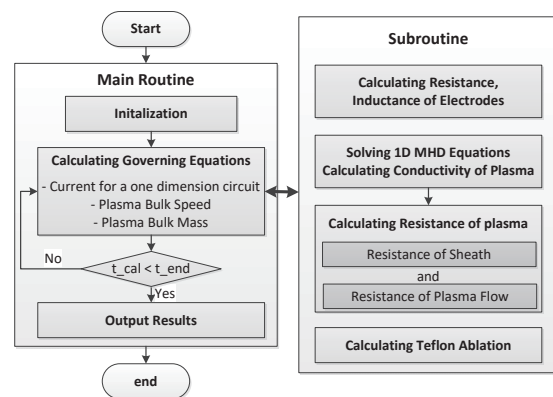 Start
Main Routine
Initalization
Calculating Governing Equations
- Current for a one dimension circuit
- Plasma Bulk Speed
- Plasma Bulk Mass
No
t_cal < t_end
Yes
Output Results
end
Subroutine
Calculating Resistance,
Inductance of Electrodes
Solving 1D MHD Equations
Calculating Conductivity of Plasma
Calculating Resistance of plasma
Resistance of Sheath
and
Resistance of Plasma Flow
Calculating Teflon Ablation